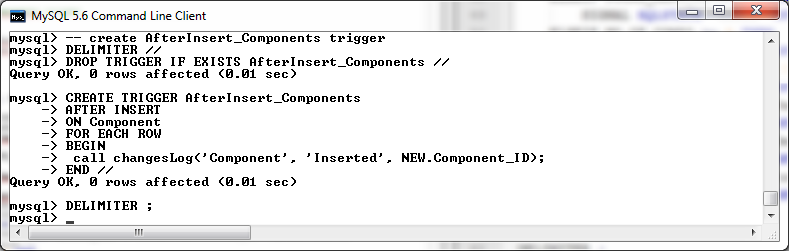 MySQL 5.6 Command Line Client
mysql> -- create AfterInsert_Components trigger
mysql> DELIMITER //
mysql> DROP TRIGGER IF EXISTS AfterInsert_Components //
Query OK, 0 rows affected (0.01 sec)
mysql> CREATE TRIGGER AfterInsert_Components
    -> AFTER INSERT
    -> ON Component
    -> FOR EACH ROW
    -> BEGIN
    ->  call changesLog('Component', 'Inserted', NEW.Component_ID);
    -> END //
Query OK, 0 rows affected (0.01 sec)
mysql> DELIMITER ;
mysql> _